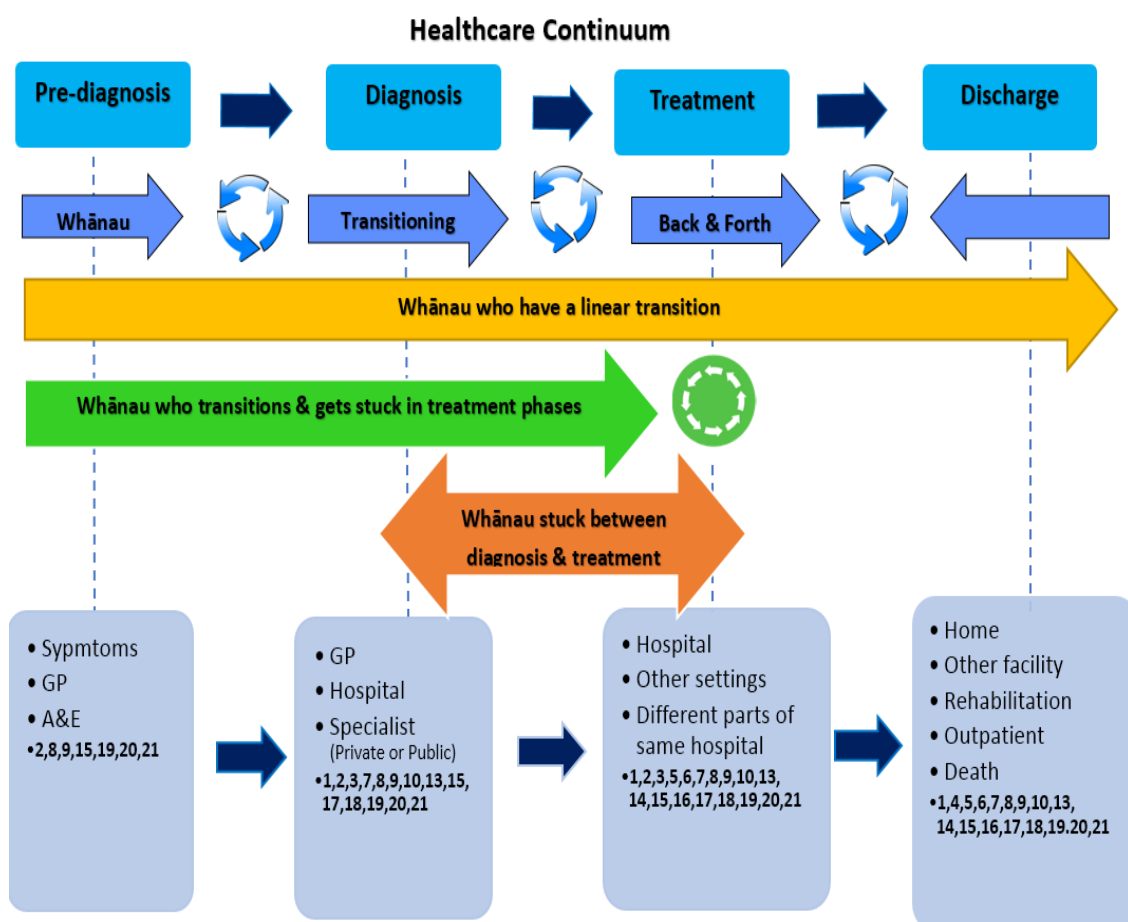 Healthcare Continuum
Pre-diagnosis
Diagnosis
Treatment
Discharge
Whānau
Transitioning
Back & Forth
Whānau who have a linear transition
Whānau who transitions & gets stuck in treatment phases
Whānau stuck between
diagnosis & treatment
• Sypmtoms
• GP
• A&E
• 2,8,9,15,19,20,21
• GP
• Hospital
• Specialist
(Private or Public)
• 1,2,3,7,8,9,10,13,15,
17,18,19,20,21
• Hospital
• Other settings
• Different parts of
same hospital
• 1,2,3,5,6,7,8,9,10,13
14,15,16,17,18,19,20,21
• Home
• Other facility
• Rehabilitation
• Outpatient
• Death
• 1,4,5,6,7,8,9,10,13,
14,15,16,17,18,19.20,21